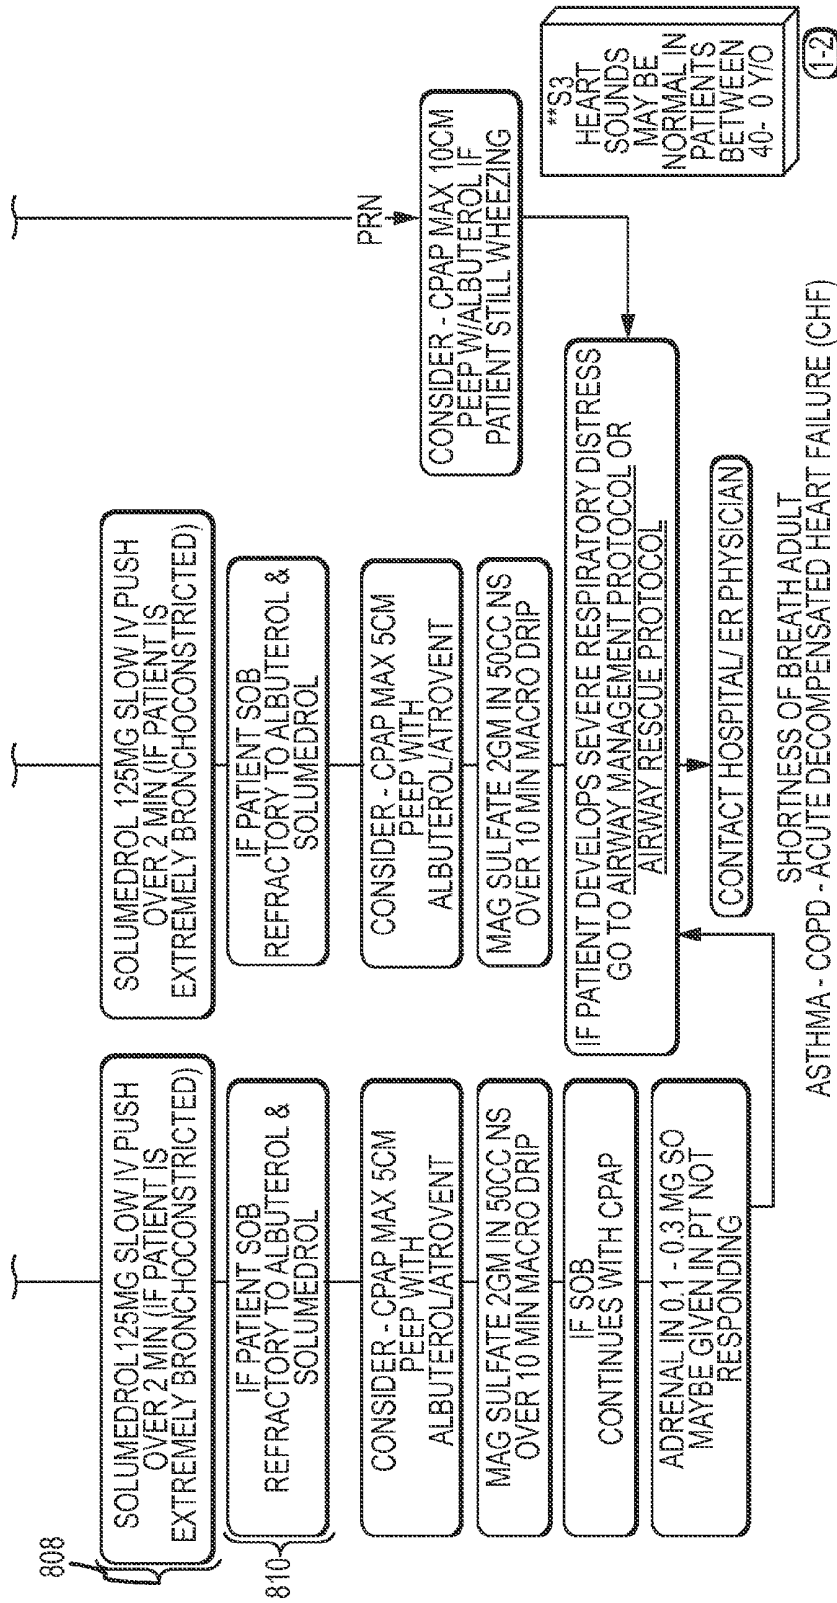 808
SOLUMEDROL 125MG SLOW IV PUSH
OVER 2 MIN (IF PATIENT IS
EXTREMELY BRONCHOCONSTRICTED)
810
IF PATIENT SOB
REFRACTORY TO ALBUTEROL &
SOLUMEDROL
CONSIDER - CPAP MAX 5CM
PEEP WITH
ALBUTEROL/ATROVENT
MAG SULFATE 2GM IN 50CC NS
OVER 10 MIN MACRO DRIP
IF SOB
CONTINUES WITH CPAP
ADRENAL IN 0.1 - 0.3 MG SO
MAYBE GIVEN IN PT NOT
RESPONDING
SOLUMEDROL 125MG SLOW IV PUSH
OVER 2 MIN (IF PATIENT IS
EXTREMELY BRONCHOCONSTRICTED)
IF PATIENT SOB
REFRACTORY TO ALBUTEROL &
SOLUMEDROL
CONSIDER - CPAP MAX 5CM
PEEP WITH
ALBUTEROL/ATROVENT
MAG SULFATE 2GM IN 50CC NS
OVER 10 MIN MACRO DRIP
PRN
CONSIDER - CPAP MAX 10CM
PEEP W/ALBUTEROL IF
PATIENT STILL WHEEZING
IF PATIENT DEVELOPS SEVERE RESPIRATORY DISTRESS
GO TO AIRWAY MANAGEMENT PROTOCOL OR
AIRWAY RESCUE PROTOCOL
CONTACT HOSPITAL/ ER PHYSICIAN
**S3
HEART
SOUNDS
MAY BE
NORMAL IN
PATIENTS
BETWEEN
40- 0 Y/O
1-2
SHORTNESS OF BREATH ADULT
ASTHMA - COPD - ACUTE DECOMPENSATED HEART FAILURE (CHF)